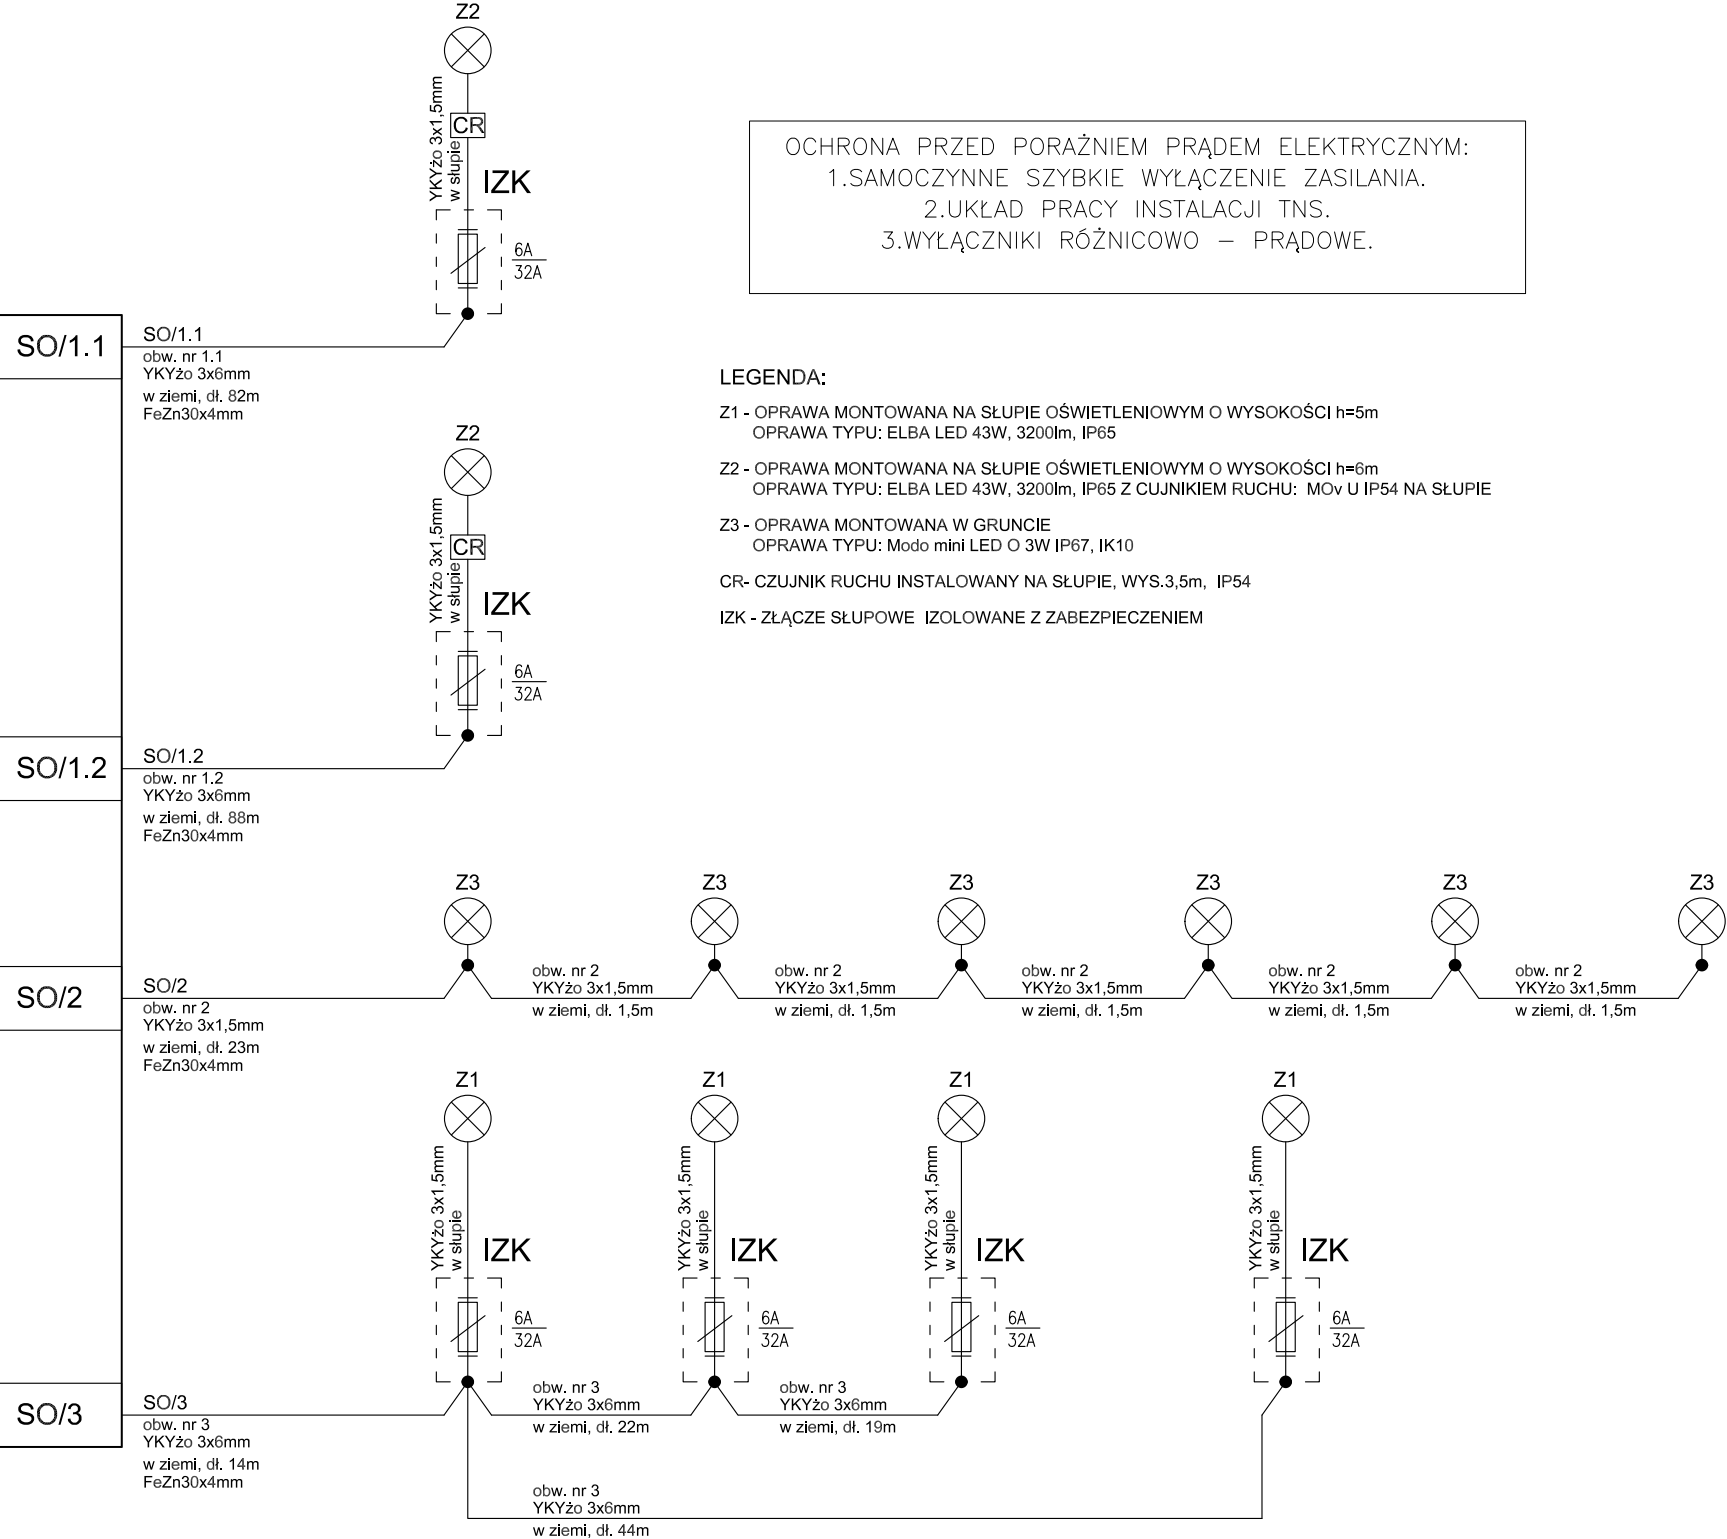 Z2
YKYżo 3x1,5mm
w słupie
CR
IZK
6A
32A
SO/1.1
SO/1.1
obw. nr 1.1
YKYżo 3x6mm
w ziemi, dł. 82m
FeZn30x4mm
OCHRONA PRZED PORAŻNIEM PRĄDEM ELEKTRYCZNYM:
1.SAMOCZYNNE SZYBKIE WYŁĄCZENIE ZASILANIA.
2.UKŁAD PRACY INSTALACJI TNS.
3.WYŁĄCZNIKI RÓŻNICOWO – PRĄDOWE.
LEGENDA:
Z1 - OPRAWA MONTOWANA NA SŁUPIE OŚWIETLENIOWYM O WYSOKOŚCI h=5m
OPRAWA TYPU: ELBA LED 43W, 3200lm, IP65
Z2 - OPRAWA MONTOWANA NA SŁUPIE OŚWIETLENIOWYM O WYSOKOŚCI h=6m
OPRAWA TYPU: ELBA LED 43W, 3200lm, IP65 Z CUJNIKIEM RUCHU: MOv U IP54 NA SŁUPIE
Z3 - OPRAWA MONTOWANA W GRUNCIE
OPRAWA TYPU: Modo mini LED O 3W IP67, IK10
CR- CZUJNIK RUCHU INSTALOWANY NA SŁUPIE, WYS.3,5m, IP54
IZK - ZŁĄCZE SŁUPOWE IZOLOWANE Z ZABEZPIECZENIEM
Z2
YKYżo 3x1,5mm
w słupie
CR
IZK
6A
32A
SO/1.2
SO/1.2
obw. nr 1.2
YKYżo 3x6mm
w ziemi, dł. 88m
FeZn30x4mm
Z3
Z3
Z3
Z3
Z3
Z3
SO/2
SO/2
obw. nr 2
YKYżo 3x1,5mm
w ziemi, dł. 23m
FeZn30x4mm
obw. nr 2
YKYżo 3x1,5mm
w ziemi, dł. 1,5m
obw. nr 2
YKYżo 3x1,5mm
w ziemi, dł. 1,5m
obw. nr 2
YKYżo 3x1,5mm
w ziemi, dł. 1,5m
obw. nr 2
YKYżo 3x1,5mm
w ziemi, dł. 1,5m
obw. nr 2
YKYżo 3x1,5mm
w ziemi, dł. 1,5m
Z1
YKYżo 3x1,5mm
w słupie
IZK
6A
32A
Z1
YKYżo 3x1,5mm
w słupie
IZK
6A
32A
Z1
YKYżo 3x1,5mm
w słupie
IZK
6A
32A
Z1
YKYżo 3x1,5mm
w słupie
IZK
6A
32A
SO/3
SO/3
obw. nr 3
YKYżo 3x6mm
w ziemi, dł. 14m
FeZn30x4mm
obw. nr 3
YKYżo 3x6mm
w ziemi, dł. 22m
obw. nr 3
YKYżo 3x6mm
w ziemi, dł. 19m
obw. nr 3
YKYżo 3x6mm
w ziemi, dł. 44m